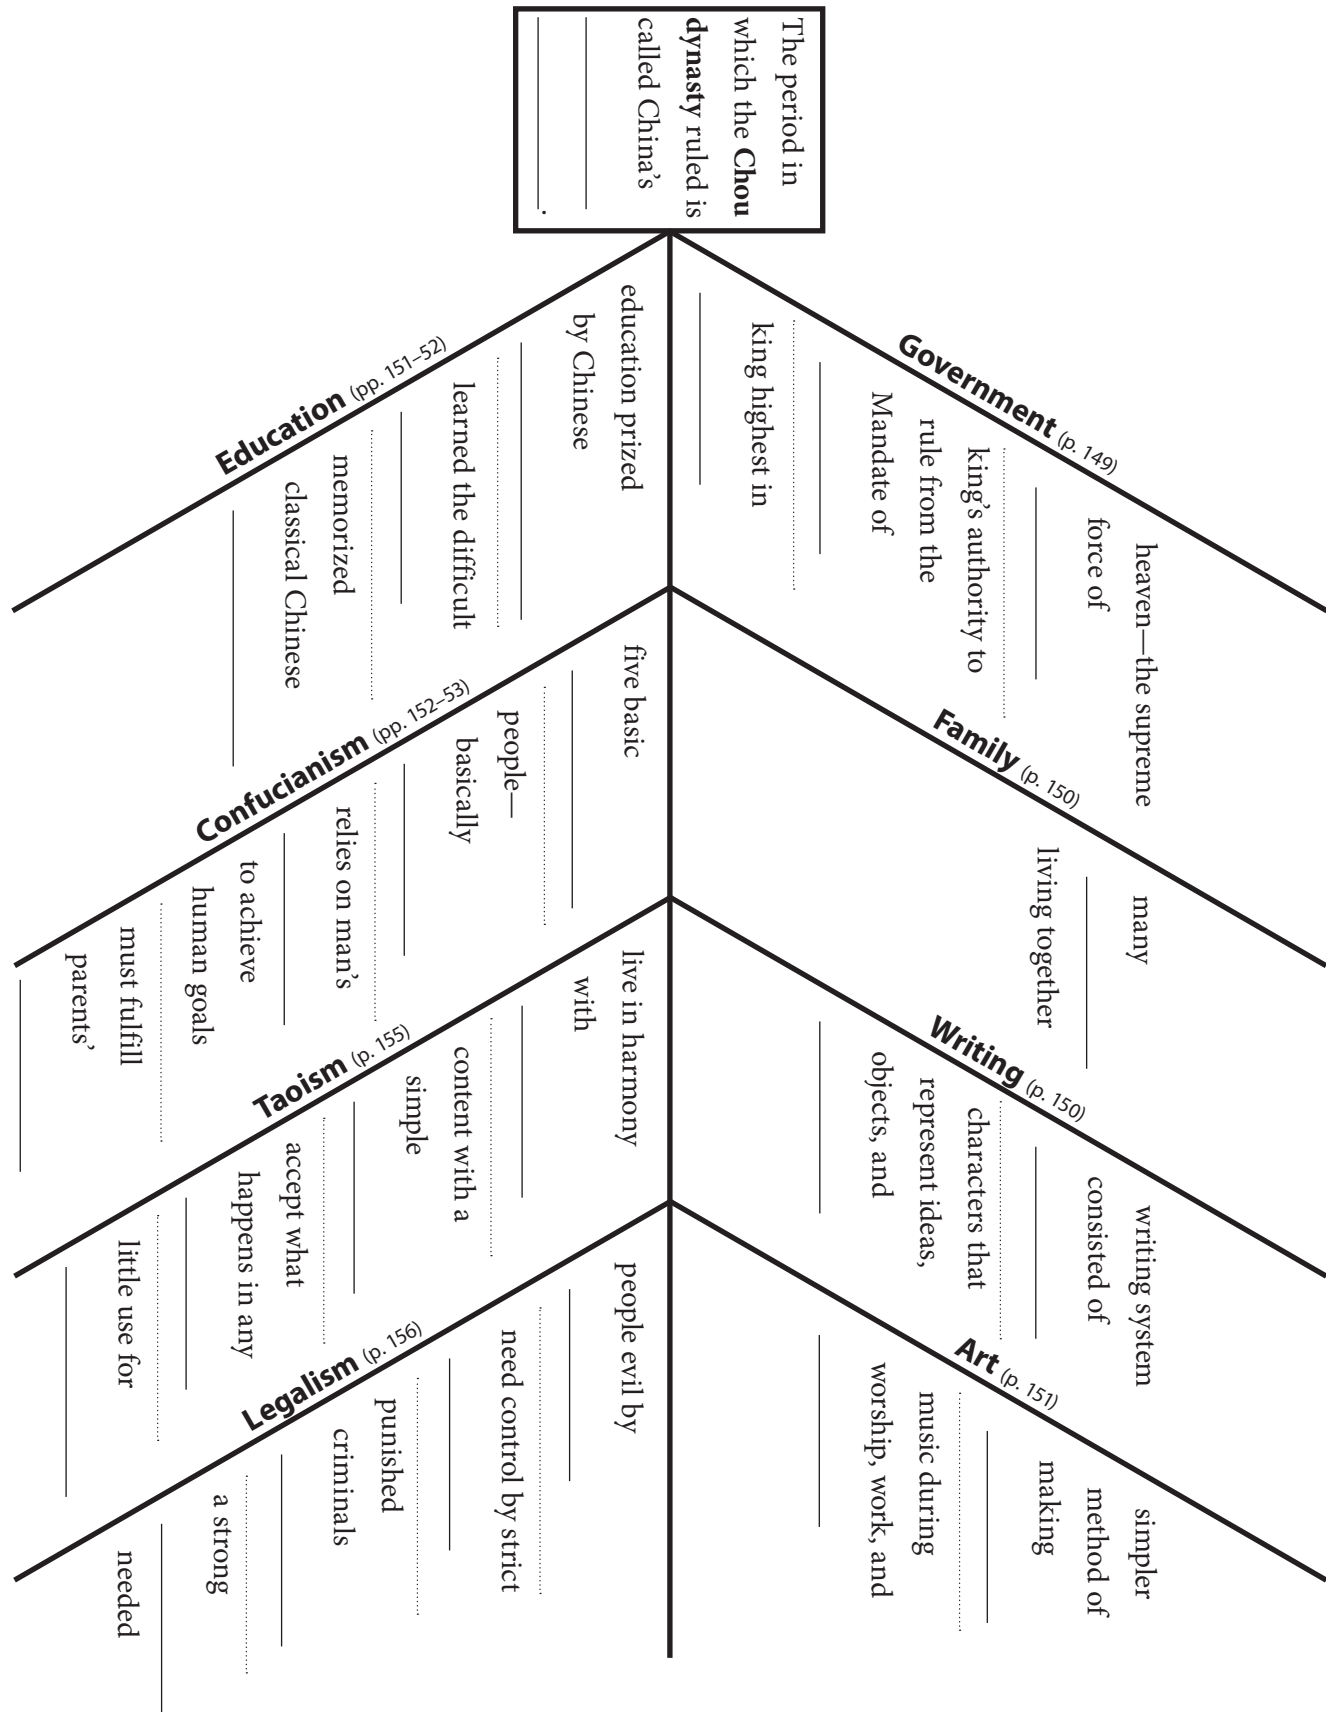 The period in
which the Chou
dynasty ruled is
called China's
.
Government (p. 149)
heaven—the supreme
force of
king's authority to
rule from the
Mandate of
king highest in
Family (p. 150)
many
living together
Writing (p. 150)
writing system
consisted of
characters that
represent ideas,
objects, and
Art (p. 151)
simpler
method of
making
music during
worship, work, and
Education (pp. 151–52)
education prized
by Chinese
learned the difficult
memorized
classical Chinese
Confucianism (pp. 152–53)
five basic
people—
basically
relies on man's
to achieve
human goals
must fulfill
parents'
Taoism (p. 155)
live in harmony
with
content with a
simple
accept what
happens in any
little use for
Legalism (p. 156)
people evil by
need control by strict
punished
criminals
a strong
needed